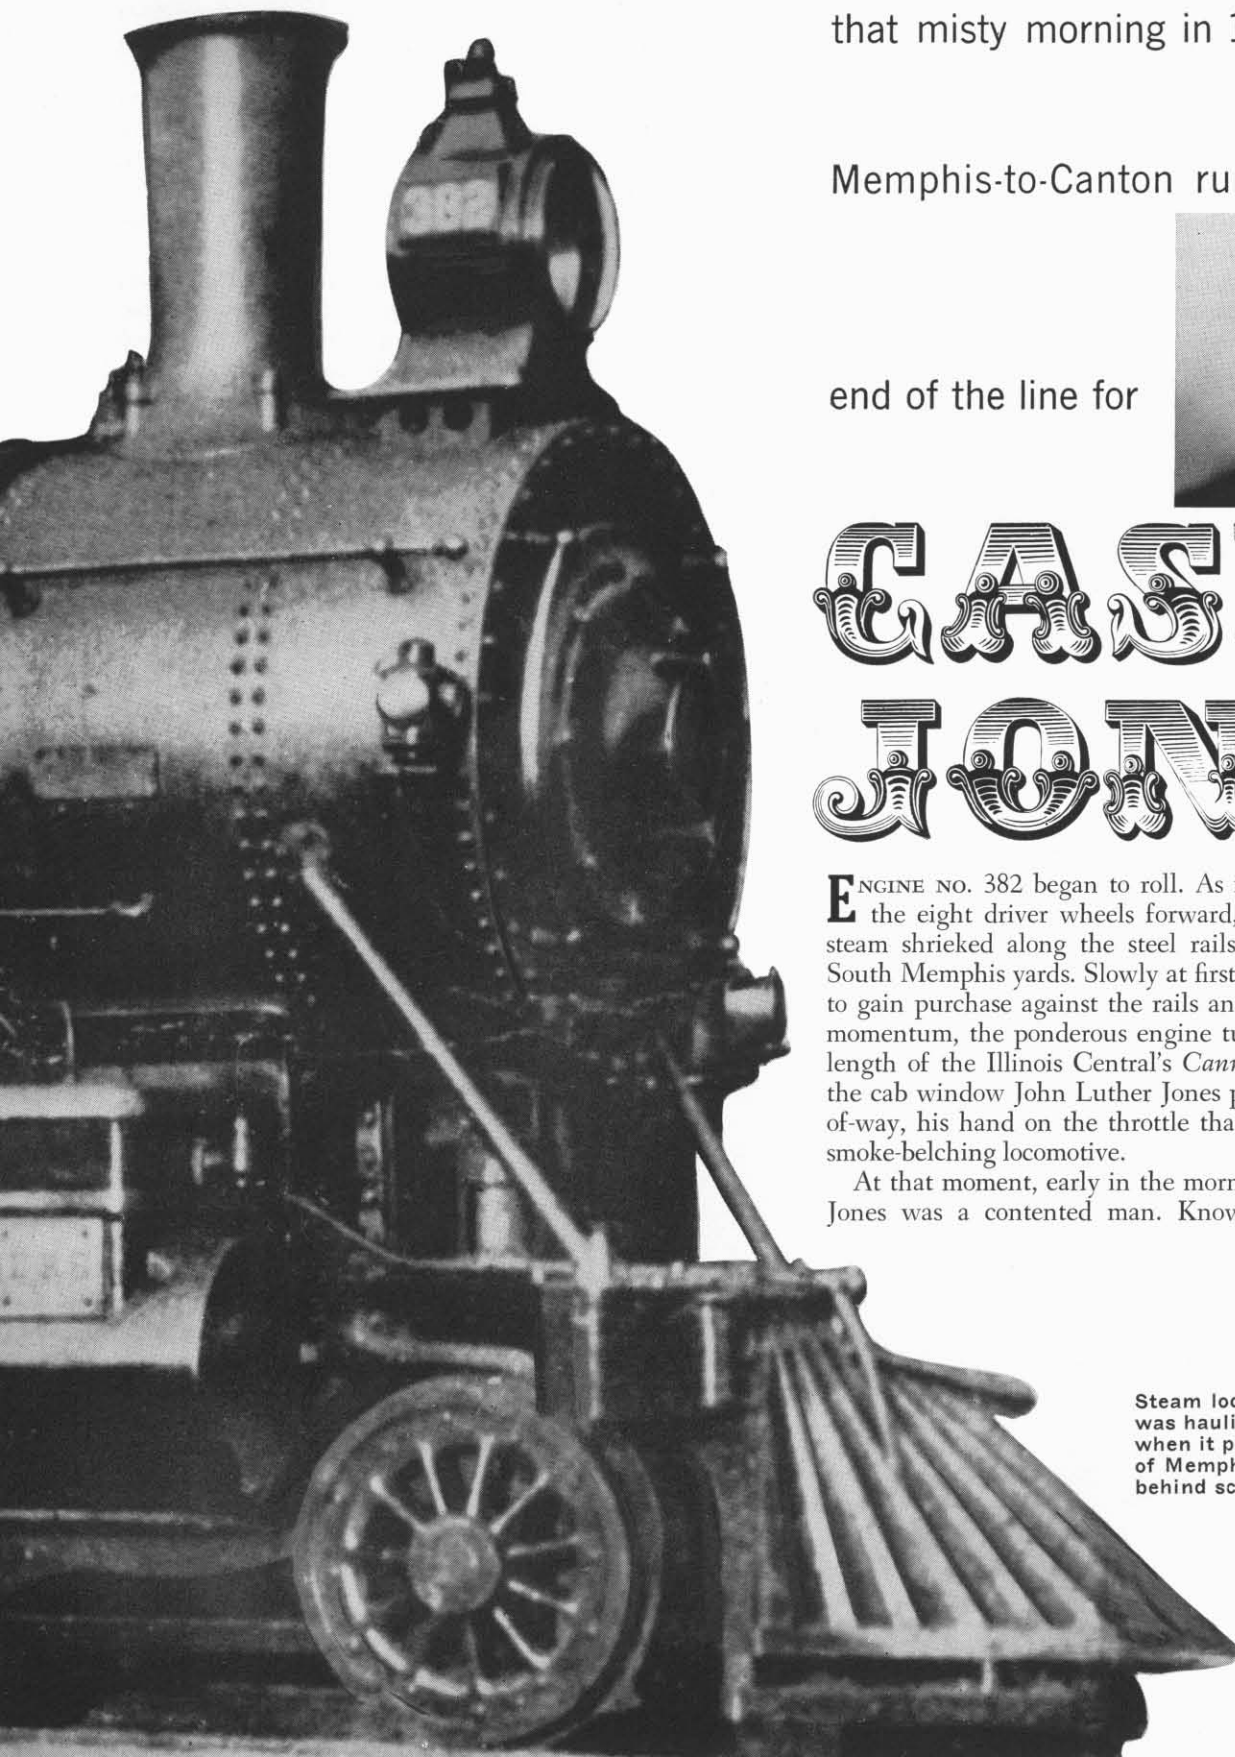 that misty morning in
Memphis-to-Canton
end of the line for
382
CAS
JON
ENGINE NO. 382 began to roll. As
the eight driver wheels forward,
steam shrieked along the steel rails
South Memphis yards. Slowly at first
to gain purchase against the rails an
momentum, the ponderous engine tu
length of the Illinois Central's Cann
the cab window John Luther Jones p
of-way, his hand on the throttle tha
smoke-belching locomotive.
At that moment, early in the morn
Jones was a contented man. Know
Steam loc
was hauli
when it p
of Memph
behind sc